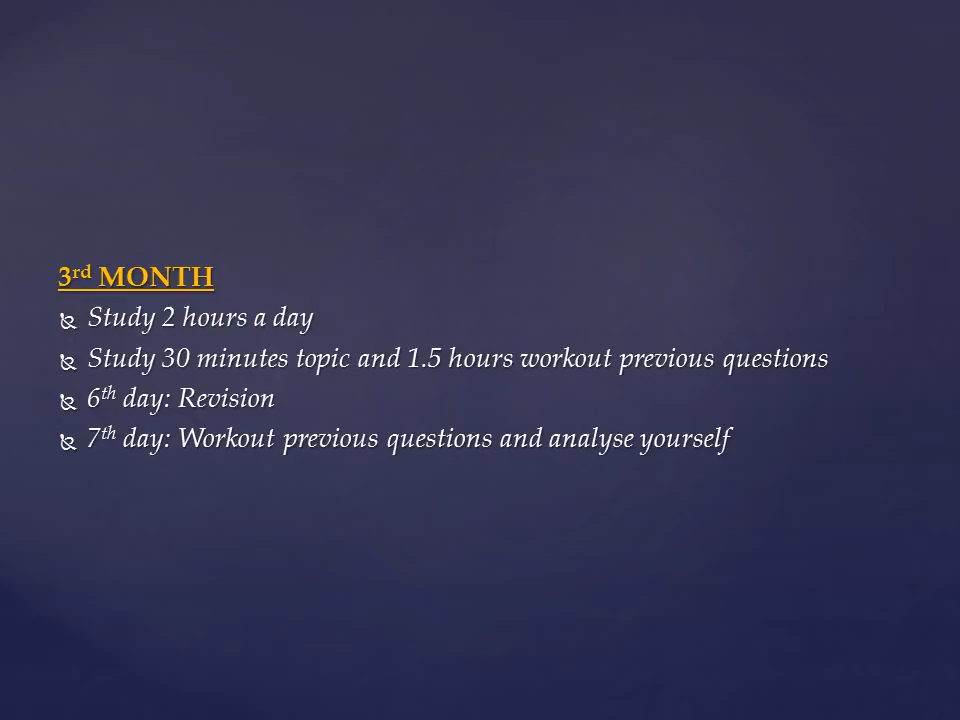 3rd MONTH
Study 2 hours a day
Study 30 minutes topic and 1.5 hours workout previous questions
6th day: Revision
7th day: Workout previous questions and analyse yourself